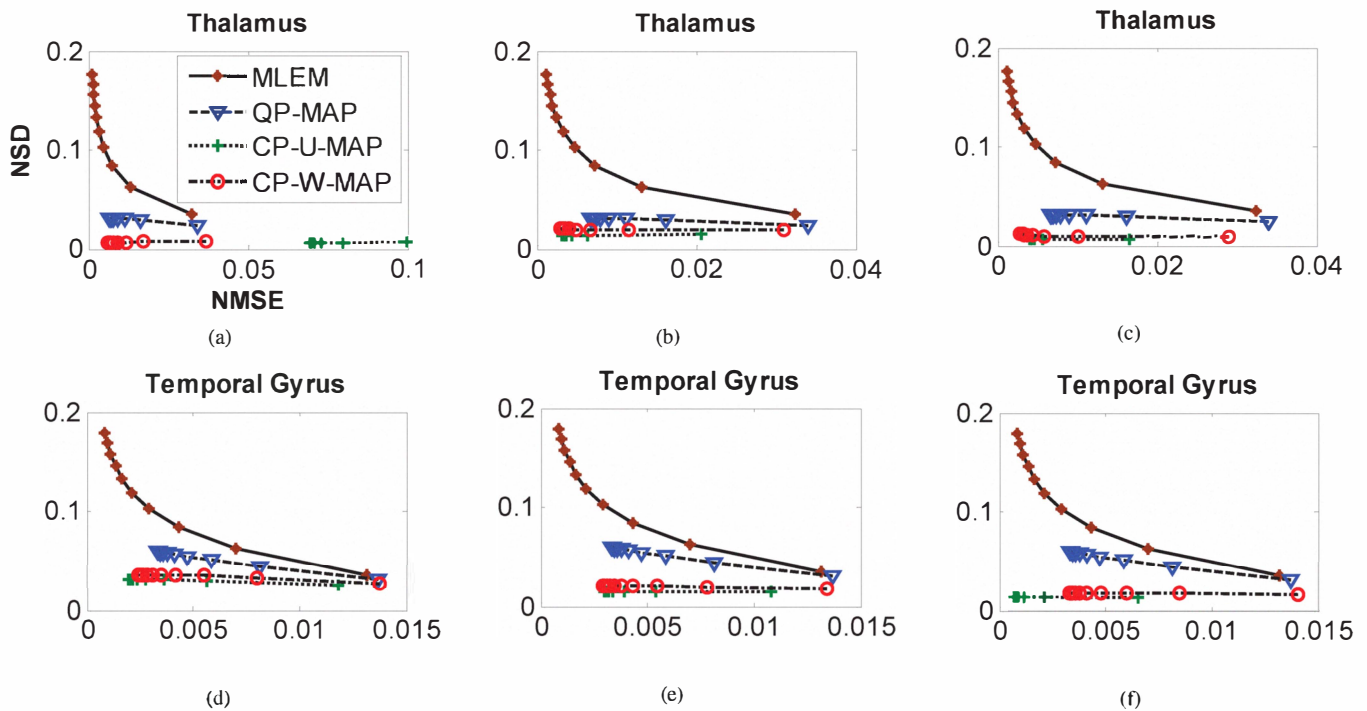 Thalamus
Thalamus
Thalamus
0.2
0.1
0
NSD
MLEM
QP-MAP
CP-U-MAP
CP-W-MAP
0
0.05
0.1
NMSE
0.2
0.1
0
0
0.02
0.04
0.2
0.1
0
0
0.02
0.04
(a)
(b)
(c)
Temporal Gyrus
Temporal Gyrus
Temporal Gyrus
0.2
0.1
0
0
0.005
0.01
0.015
0.2
0.1
0
0
0.005
0.01
0.015
0.2
0.1
0
0
0.005
0.01
0.015
(d)
(e)
(f)